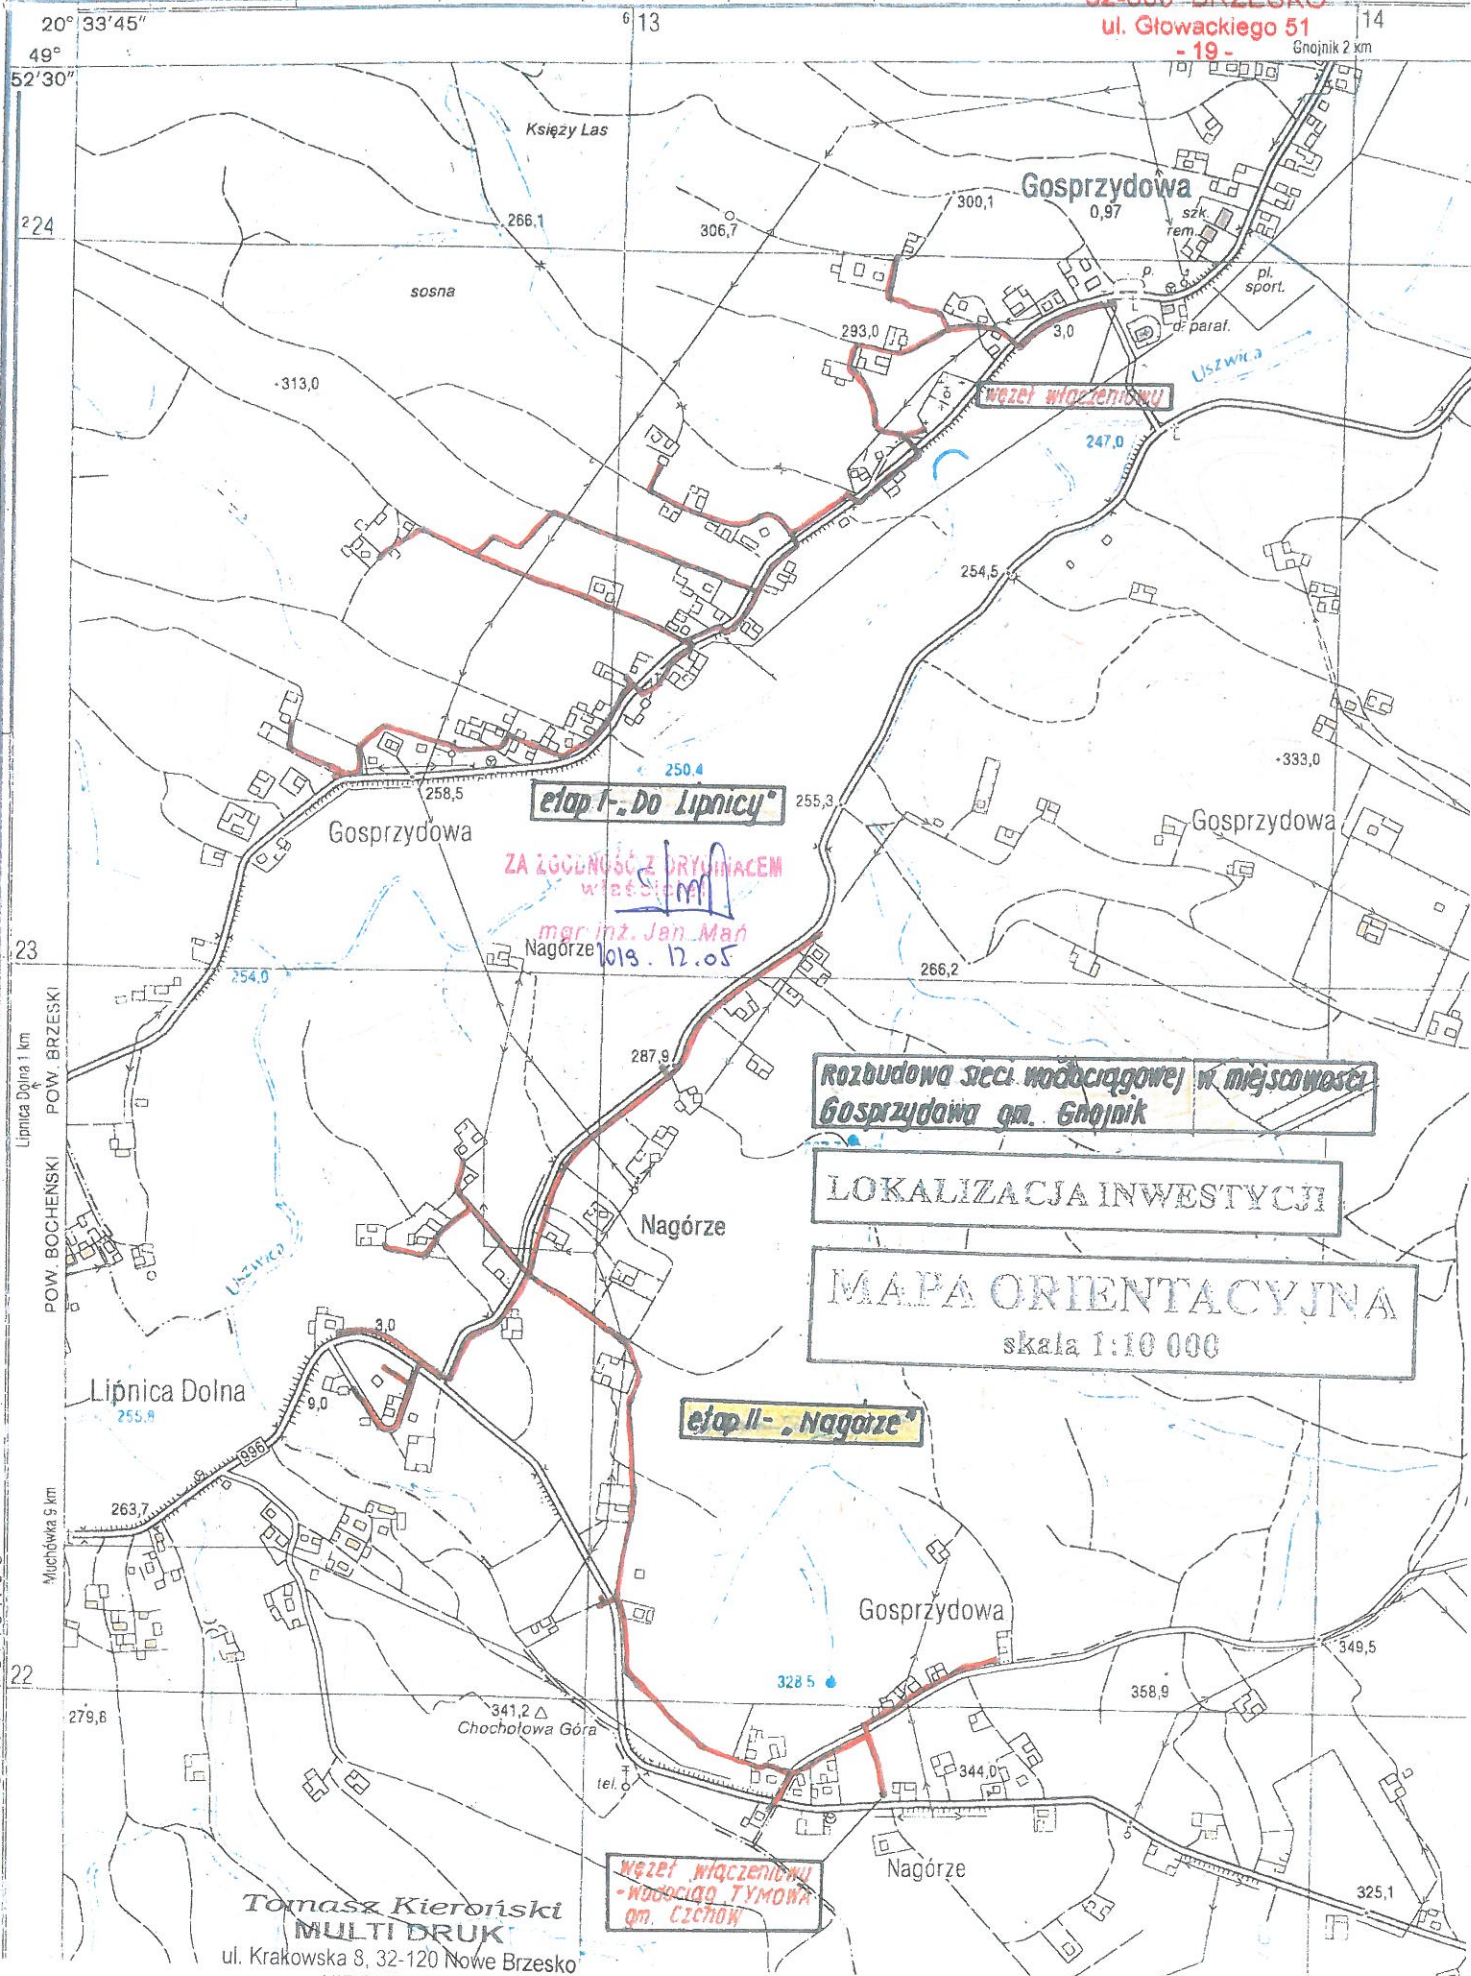 32-800 BRZESKO
ul. Głowackiego 51
- 19 -
20° 33'45"
6 13
14
49°
52'30"
Gnojnik 2 km
Księży Las
Gosprzydowa
0,97
300,1
szk.
rem.
2 24
266,1
306,7
p.
pl.
sport.
sosna
293,0
3,0
d. paraf.
Uszwica
313,0
węzeł włączeniowy
247,0
254,5
333,0
250,4
etap I - „Do Lipnicy"
255,3
258,5
Gosprzydowa
Gosprzydowa
ZA ZGODNOŚĆ Z ORYGINAŁEM
mgr inż. Jan Mań
Nagórze
2019. 12.05
23
254,0
266,2
Lipnica Dolna 1 km
POW. BRZESKI
POW. BOCHEŃSKI
287,9
Rozbudowa sieci wodociągowej w miejscowości
Gosprzydowa gm. Gnojnik
LOKALIZACJA INWESTYCJI
Nagórze
Uszwica
MAPA ORIENTACYJNA
skala 1:10 000
3,0
Lipnica Dolna
255,8
9,0
etap II - „Nagórze"
996
Muchówka 9 km
263,7
Gosprzydowa
349,5
22
328,5
358,9
279,8
341,2
Chochołowa Góra
tel.
344,0
węzeł włączeniowy
- wodociąg TYMOWA
gm. CZCHÓW
Nagórze
325,1
Tomasz Kieroński
MULTI DRUK
ul. Krakowska 8, 32-120 Nowe Brzesko